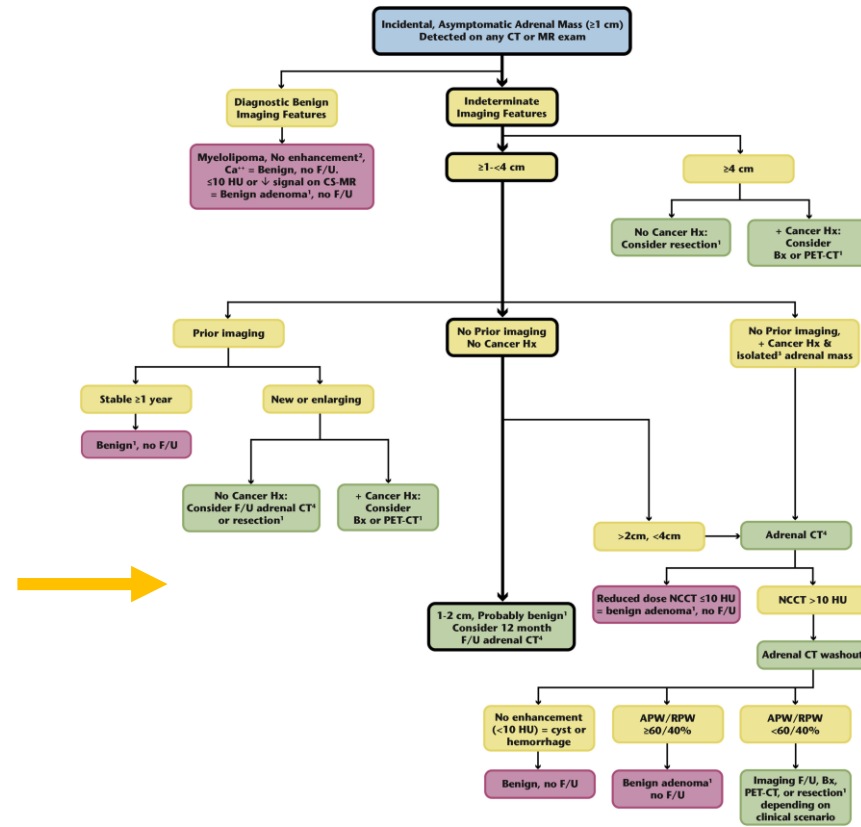 Incidental, Asymptomatic Adrenal Mass (≥1 cm)
Detected on any CT or MR exam
Diagnostic Benign
Imaging Features
Indeterminate
Imaging Features
Myelolipoma, No enhancement²,
Ca⁺⁺ = Benign, no F/U.
≤10 HU or ↓ signal on CS-MR
= Benign adenoma¹, no F/U
≥1-<4 cm
≥4 cm
No Cancer Hx:
Consider resection¹
+ Cancer Hx:
Consider
Bx or PET-CT¹
Prior imaging
No Prior imaging
No Cancer Hx
No Prior imaging,
+ Cancer Hx &
isolated³ adrenal mass
Stable ≥1 year
New or enlarging
Benign¹, no F/U
No Cancer Hx:
Consider F/U adrenal CT⁴
or resection¹
+ Cancer Hx:
Consider
Bx or PET-CT¹
>2cm, <4cm
Adrenal CT⁴
1-2 cm, Probably benign¹
Consider 12 month
F/U adrenal CT⁴
Reduced dose NCCT ≤10 HU
= benign adenoma¹, no F/U
NCCT >10 HU
Adrenal CT washout
No enhancement
(<10 HU) = cyst or
hemorrhage
APW/RPW
≥60/40%
APW/RPW
<60/40%
Benign, no F/U
Benign adenoma¹
no F/U
Imaging F/U, Bx,
PET-CT, or resection¹
depending on
clinical scenario